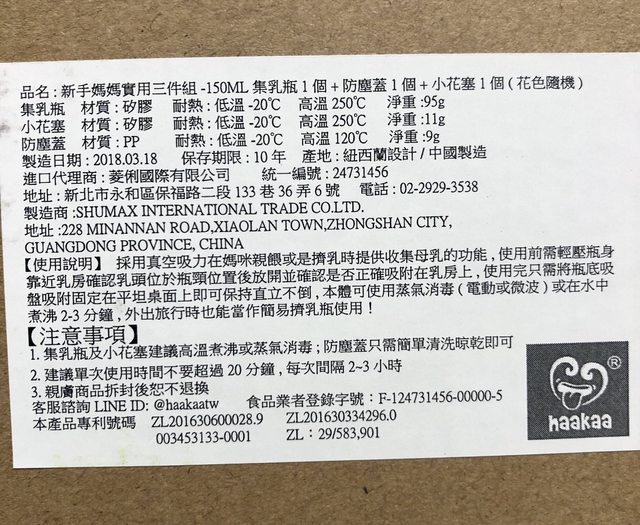 品名 : 新手媽媽實用三件組 -150ML 集乳瓶 1 個 + 防塵蓋 1 個 + 小花塞 1 個 ( 花色隨機 )
集乳瓶 材質 : 矽膠 耐熱 : 低溫 -20℃ 高溫 250℃ 淨重 :95g
小花塞 材質 : 矽膠 耐熱 : 低溫 -20℃ 高溫 250℃ 淨重 :11g
防塵蓋 材質 : PP 耐熱 : 低溫 -20℃ 高溫 120℃ 淨重 :9g
製造日期 : 2018.03.18 保存期限 : 10 年 產地 : 紐西蘭設計 / 中國製造
進口代理商 : 菱俐國際有限公司 統一編號 : 24731456
地址 : 新北市永和區保福路二段 133 巷 36 弄 6 號 電話 : 02-2929-3538
製造商 :SHUMAX INTERNATIONAL TRADE CO.LTD.
地址 :228 MINANNAN ROAD,XIAOLAN TOWN,ZHONGSHAN CITY,
GUANGDONG PROVINCE, CHINA
【使用說明】 採用真空吸力在媽咪親餵或是擠乳時提供收集母乳的功能 , 使用前需輕壓瓶身
靠近乳房確認乳頭位於瓶頸位置後放開並確認是否正確吸附在乳房上 , 使用完只需將瓶底吸
盤吸附固定在平坦桌面上即可保持直立不倒 , 本體可使用蒸氣消毒 ( 電動或微波 ) 或在水中
煮沸 2-3 分鐘 , 外出旅行時也能當作簡易擠乳瓶使用 !
【注意事項】
1. 集乳瓶及小花塞建議高溫煮沸或蒸氣消毒 ; 防塵蓋只需簡單清洗晾乾即可
2. 建議單次使用時間不要超過 20 分鐘 , 每次間隔 2~3 小時
3. 親膚商品拆封後恕不退換
客服諮詢 LINE ID: @haakaatw 食品業者登錄字號 : F-124731456-00000-5
本產品專利號碼 ZL201630600028.9 ZL201630334296.0
003453133-0001 ZL : 29/583,901
®
haakaa